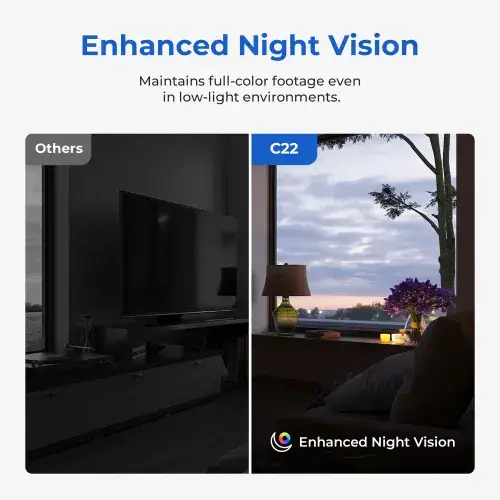 Enhanced Night Vision
Maintains full-color footage even
in low-light environments.
Others
C22
Enhanced Night Vision